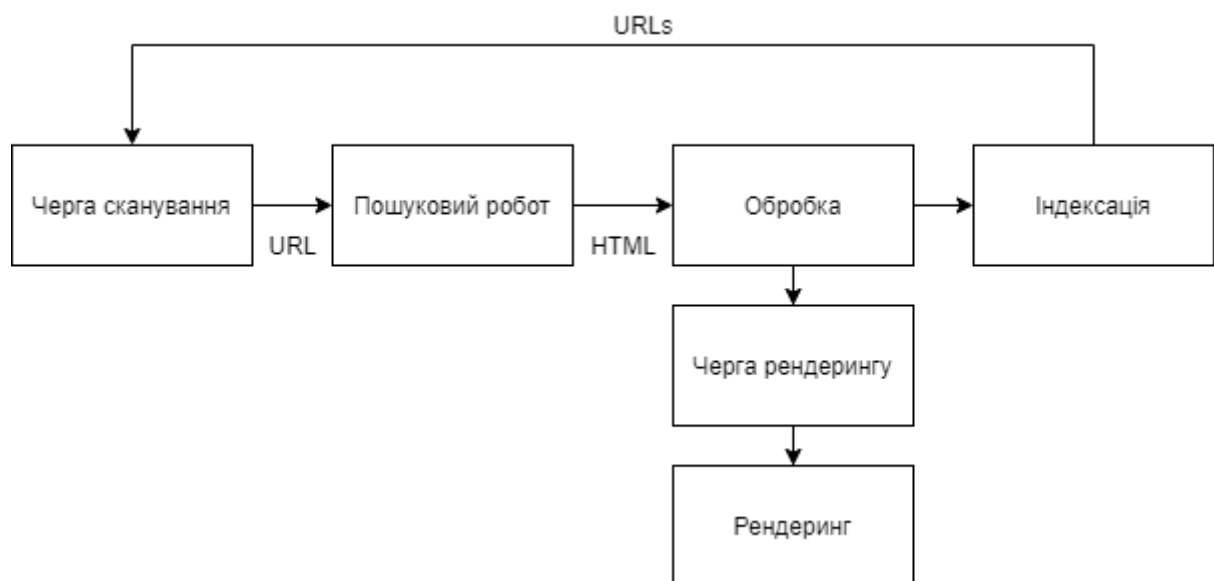 URLs
Черга сканування
URL
Пошуковий робот
HTML
Обробка
Індексація
Черга рендерингу
Рендеринг